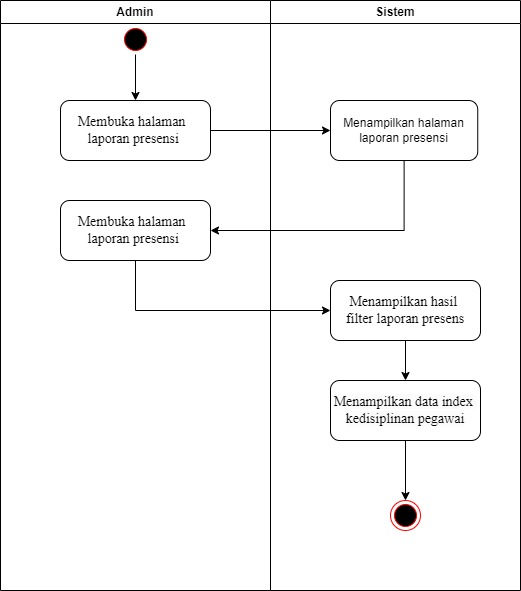 Admin
Sistem
Membuka halaman
laporan presensi
Menampilkan halaman
laporan presensi
Membuka halaman
laporan presensi
Menampilkan hasil
filter laporan presens
Menampilkan data index
kedisiplinan pegawai